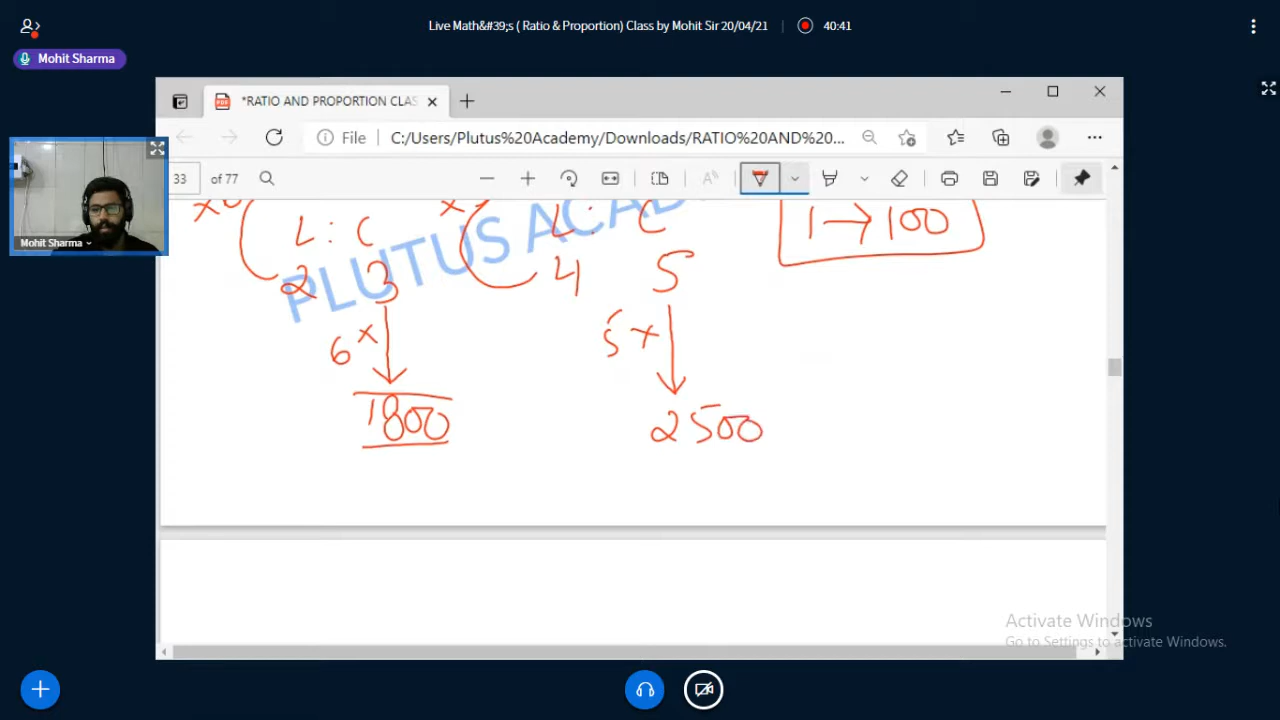 Live Math&#39;s ( Ratio & Proportion) Class by Mohit Sir 20/04/21 40:41
Mohit Sharma
*RATIO AND PROPORTION CLAS
File C:/Users/Plutus%20Academy/Downloads/RATIO%20AND%20...
33 of 77
Mohit Sharma
PLUTUS ACAD
L : C
L : C
1 → 100
2 3
4 5
6 ×
5 ×
1800
2500
Activate Windows
Go to Settings to activate Windows.